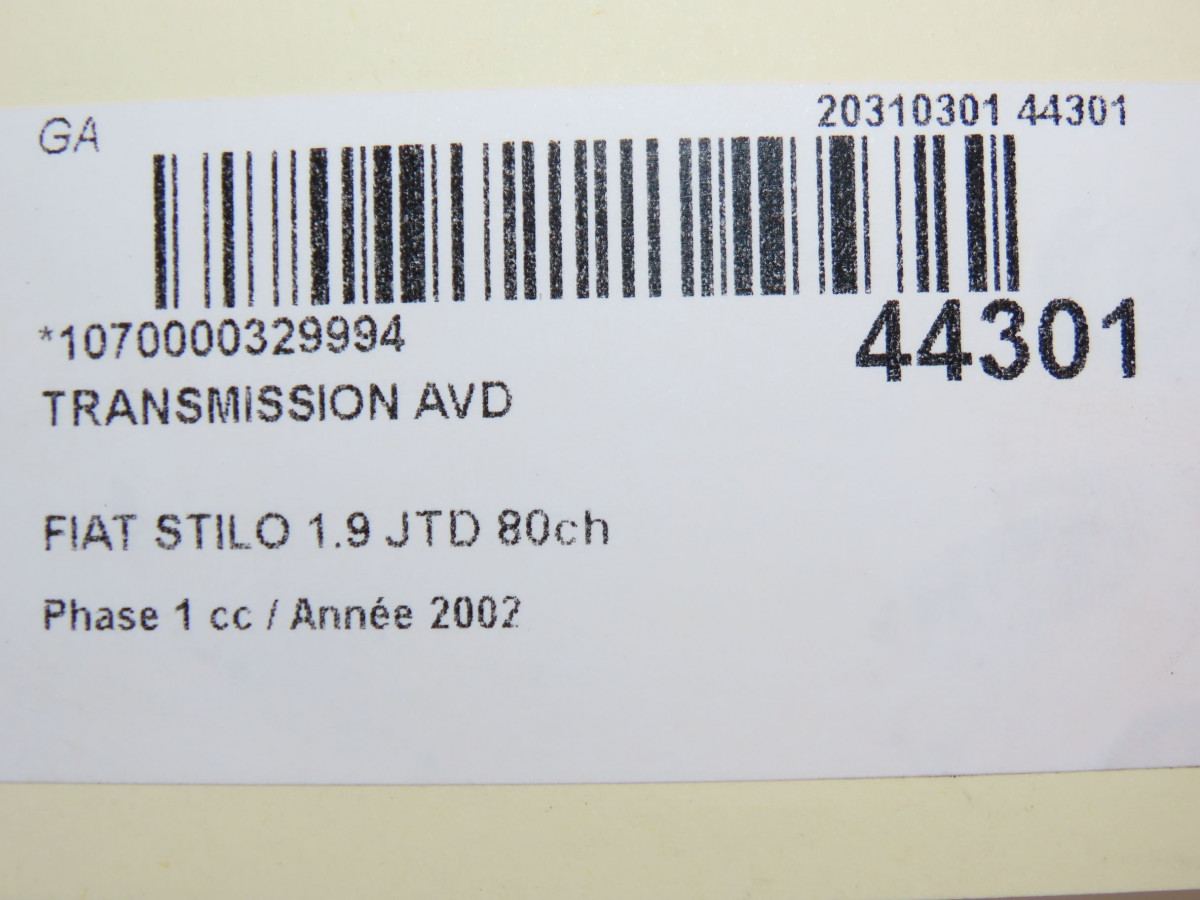 GA
20310301 44301
*1070000329994
44301
TRANSMISSION AVD
FIAT STILO 1.9 JTD 80ch
Phase 1 cc / Année 2002